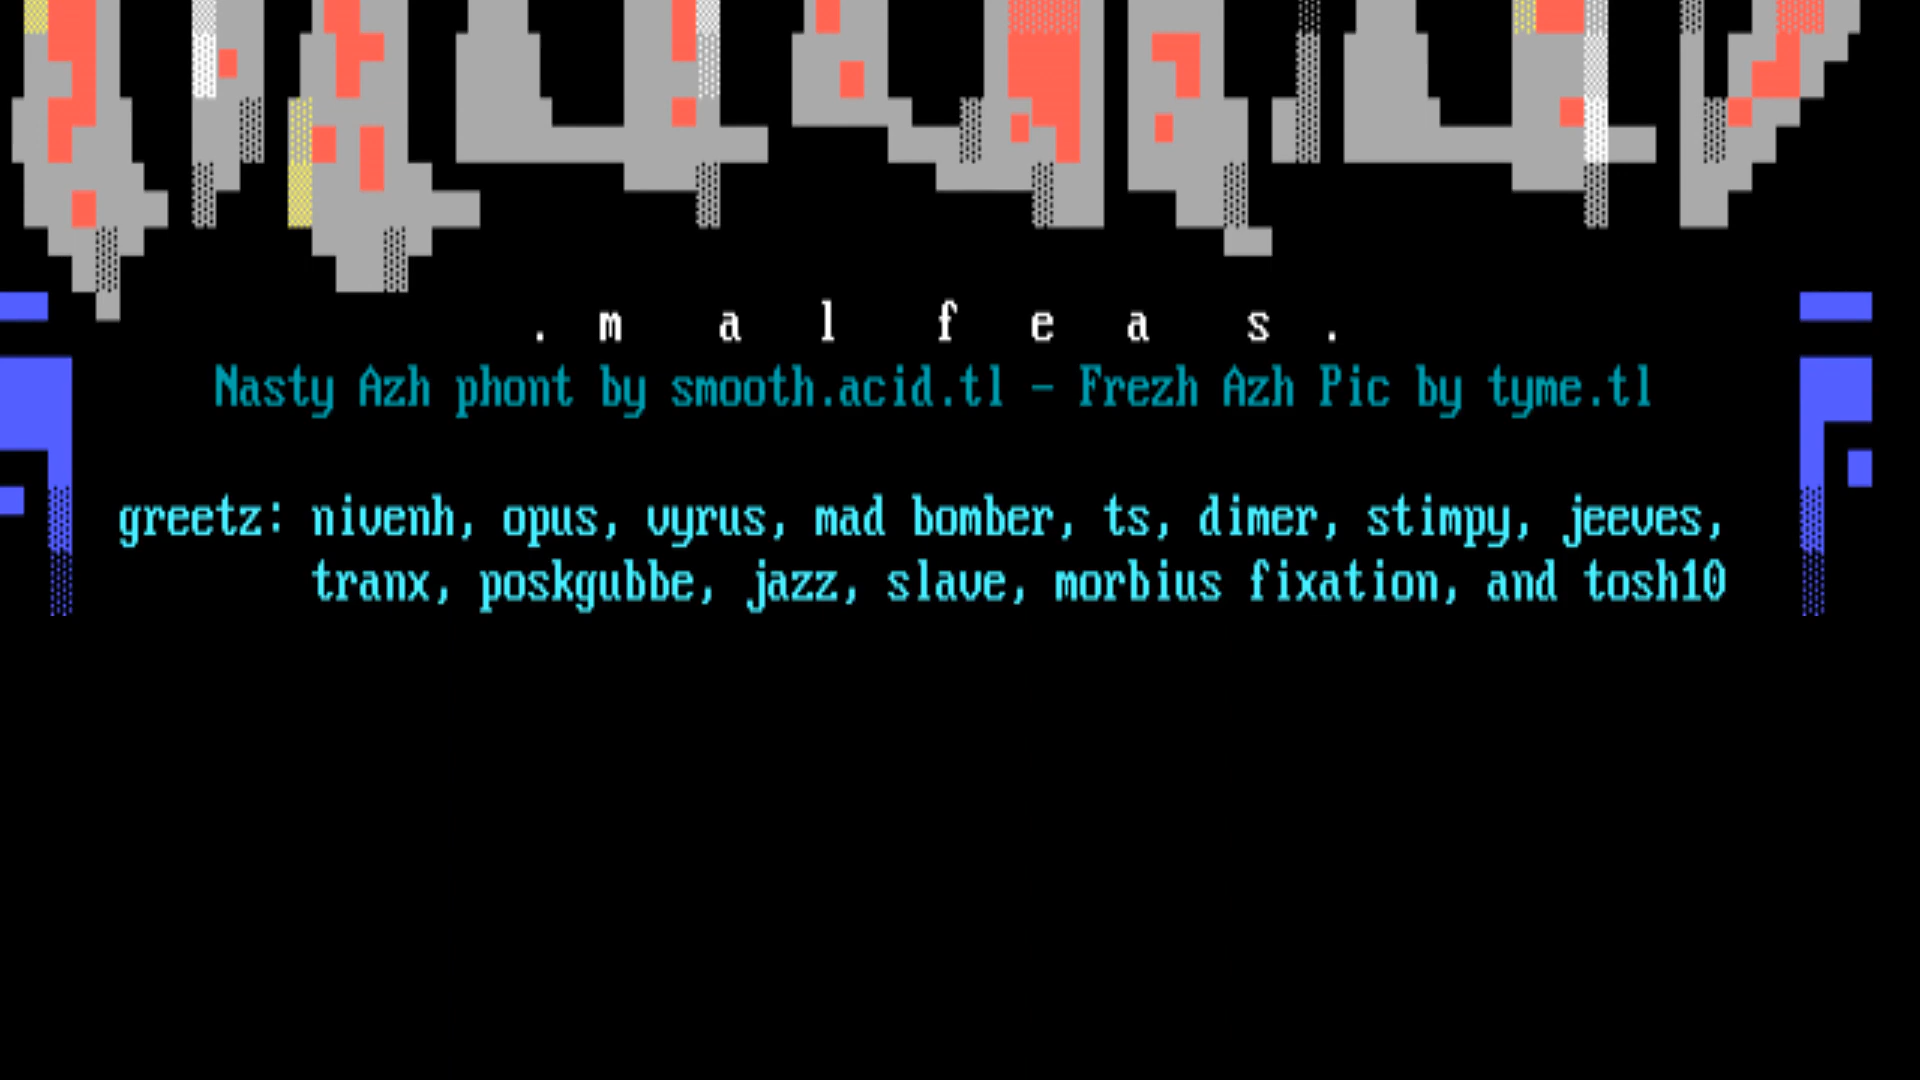 . m a l f e a s .
Nasty Azh phont by smooth.acid.tl - Frezh Azh Pic by tyme.tl
greetz: nivenh, opus, vyrus, mad bomber, ts, dimer, stimpy, jeeves,
tranx, poskgubbe, jazz, slave, morbius fixation, and tosh10